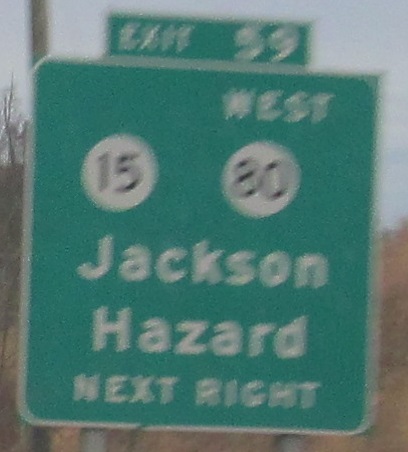 EXIT 59
WEST
15 80
Jackson
Hazard
NEXT RIGHT